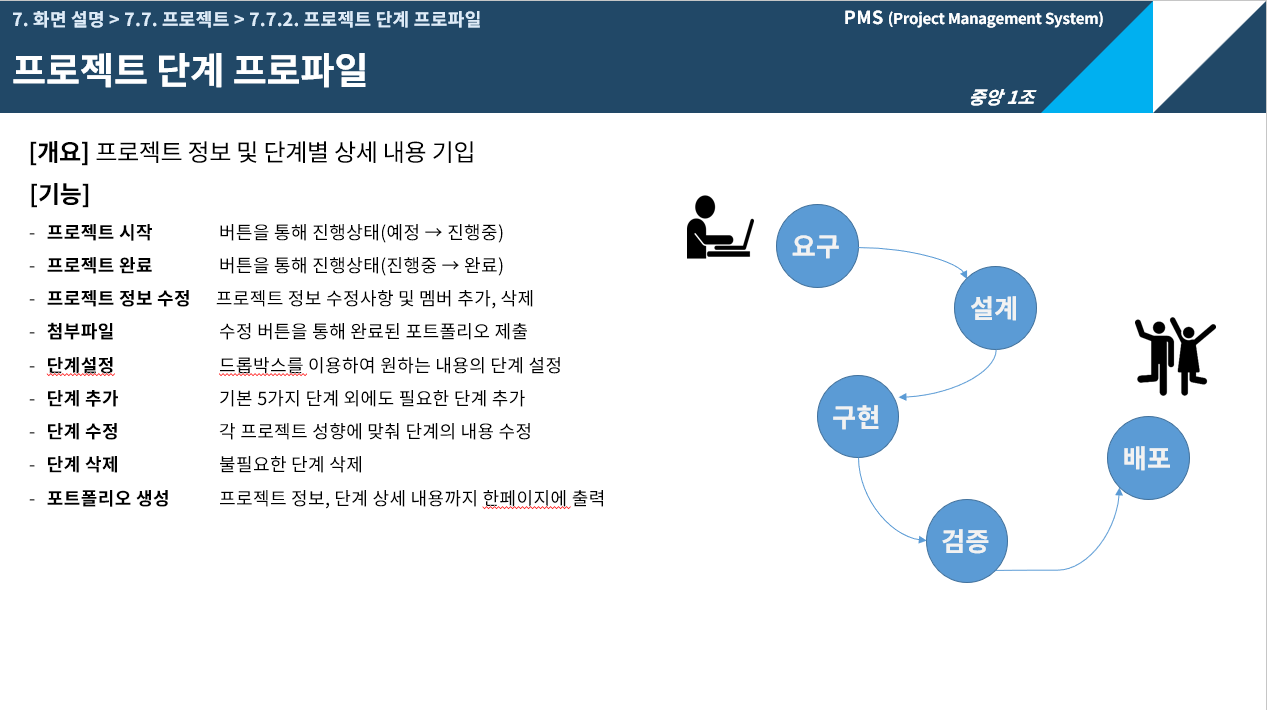 7. 화면 설명 > 7.7. 프로젝트 > 7.7.2. 프로젝트 단계 프로파일
PMS (Project Management System)
프로젝트 단계 프로파일
중앙 1조
[개요] 프로젝트 정보 및 단계별 상세 내용 기입
[기능]
- 프로젝트 시작 버튼을 통해 진행상태(예정 → 진행중)
- 프로젝트 완료 버튼을 통해 진행상태(진행중 → 완료)
- 프로젝트 정보 수정 프로젝트 정보 수정사항 및 멤버 추가, 삭제
- 첨부파일 수정 버튼을 통해 완료된 포트폴리오 제출
- 단계설정 드롭박스를 이용하여 원하는 내용의 단계 설정
- 단계 추가 기본 5가지 단계 외에도 필요한 단계 추가
- 단계 수정 각 프로젝트 성향에 맞춰 단계의 내용 수정
- 단계 삭제 불필요한 단계 삭제
- 포트폴리오 생성 프로젝트 정보, 단계 상세 내용까지 한페이지에 출력
요구
설계
구현
검증
배포